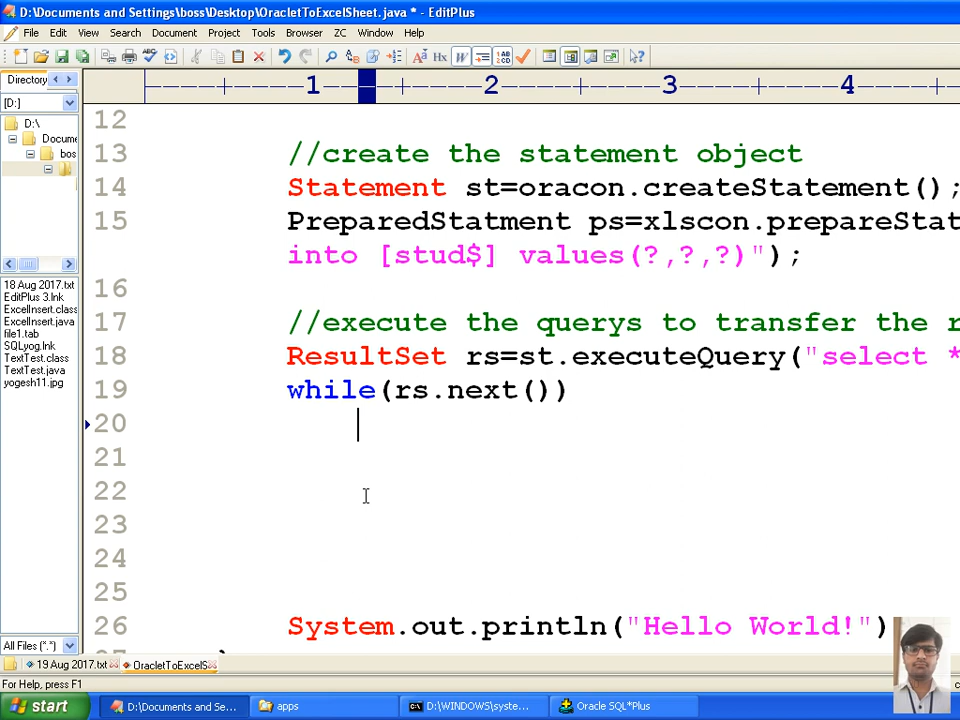 D:\Documents and Settings\boss\Desktop\OracletToExcelSheet.java * - EditPlus
File Edit View Search Document Project Tools Browser ZC Window Help
Directory
[D:]
D:\
Docume
bos
1 2 3 4
12
13 //create the statement object
14 Statement st=oracon.createStatement();
15 PreparedStatment ps=xlscon.prepareStat
into [stud$] values(?,?,?)");
16
17 //execute the querys to transfer the r
18 ResultSet rs=st.executeQuery("select *
19 while(rs.next())
20
21
22
23
24
25
26 System.out.println("Hello World!")
18 Aug 2017.txt
EditPlus 3.lnk
ExcelInsert.class
ExcelInsert.java
file1.tab
SQLyog.lnk
TextTest.class
TextTest.java
yogesh11.jpg
All Files (*.*)
19 Aug 2017.txt OracletToExcelS
For Help, press F1
start D:\Documents and Se... apps D:\WINDOWS\syste... Oracle SQL*Plus